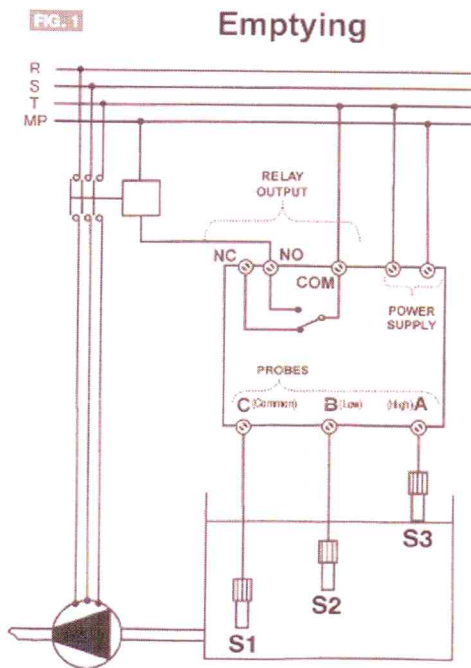 FIG. 1
Emptying
R
S
T
MP
RELAY
OUTPUT
NC
NO
COM
POWER
SUPPLY
PROBES
C (Common)
B (Low)
(High) A
S3
S2
S1